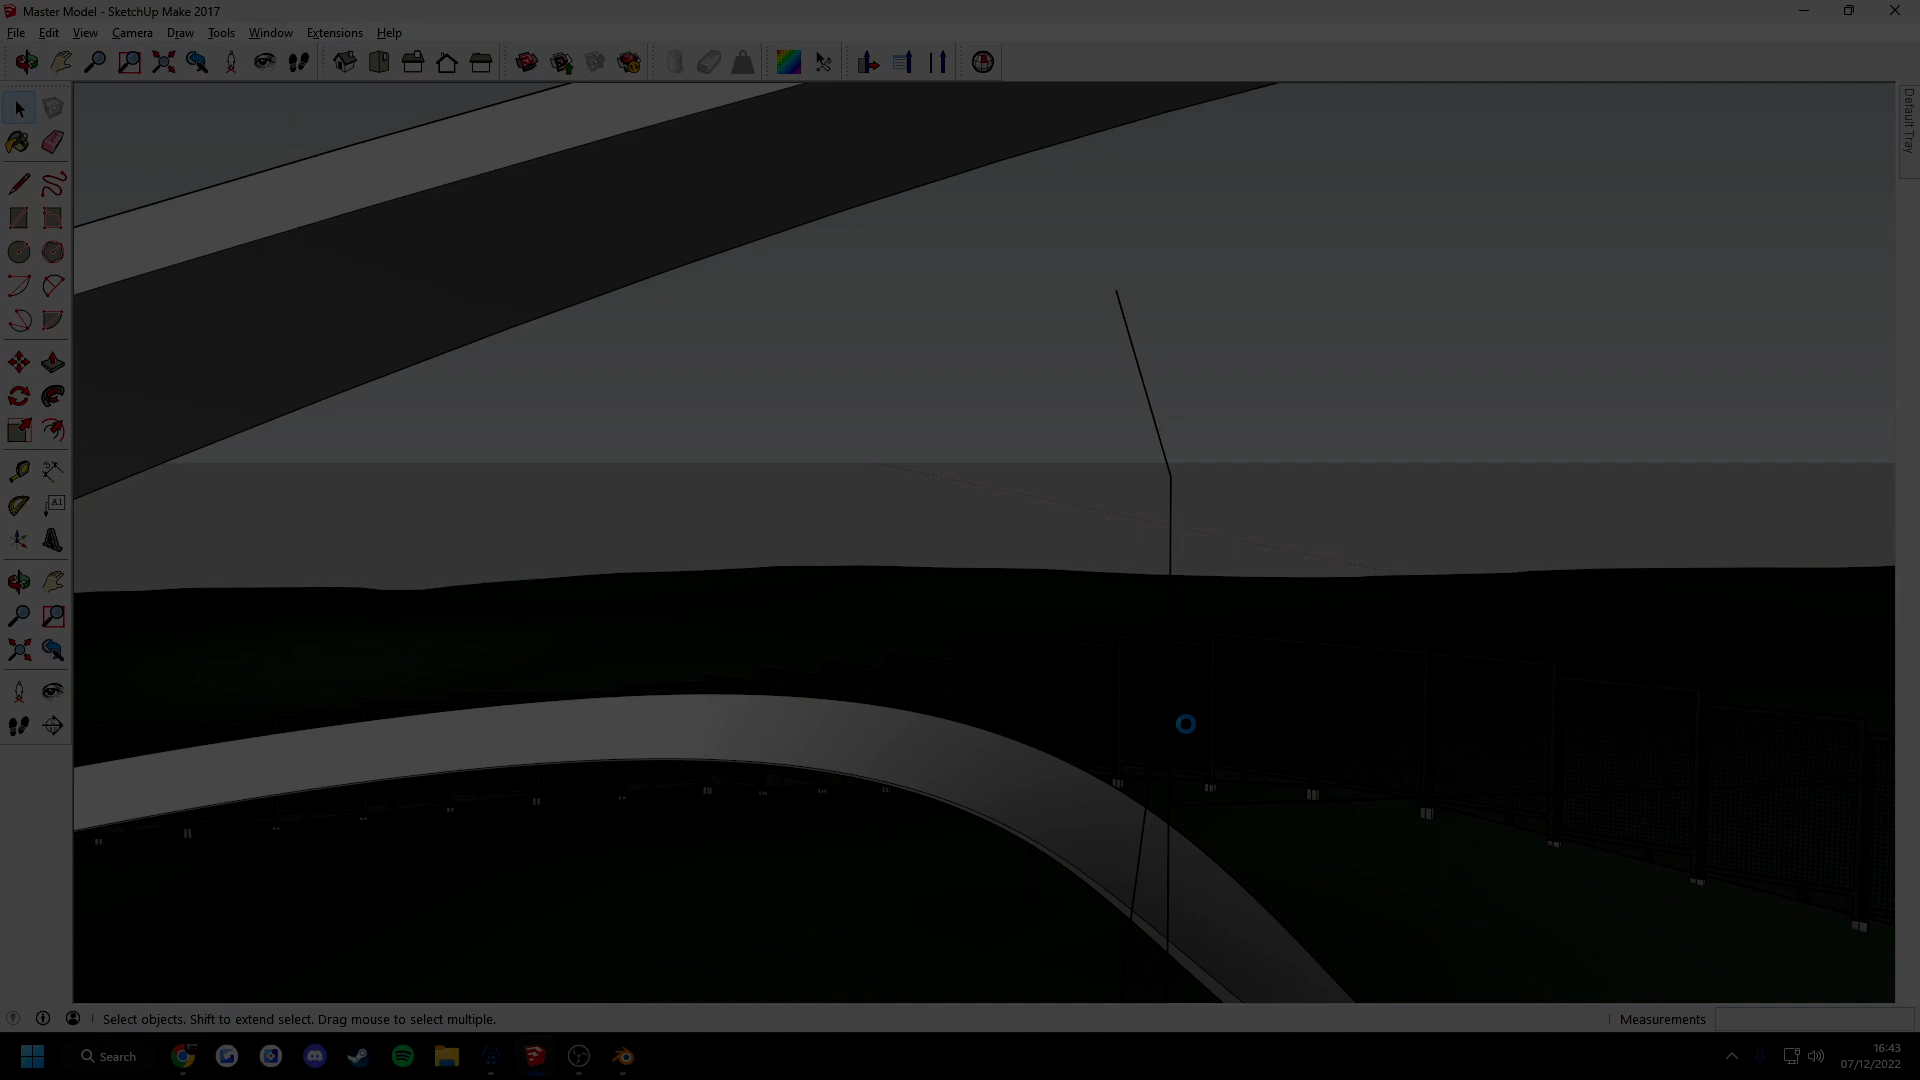 Master Model - SketchUp Make 2017
File Edit View Camera Draw Tools Window Extensions Help
Default Tray
A1
Select objects. Shift to extend select. Drag mouse to select multiple.
Measurements
Search
16:43
07/12/2022